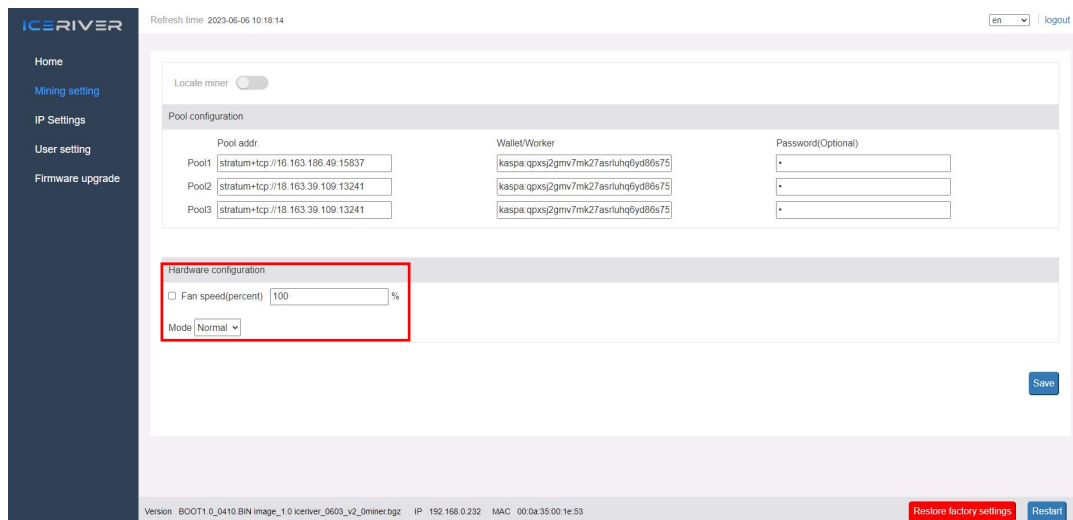 ICERIVER
Refresh time 2023-06-06 10:18:14
en
logout
Home
Mining setting
IP Settings
User setting
Firmware upgrade
Locate miner
Pool configuration
Pool addr. Wallet/Worker Password(Optional)
Pool1 stratum+tcp://16.163.186.49:15837 kaspa:qpxsj2gmv7mk27asrluhq6yd86s75 •
Pool2 stratum+tcp://18.163.39.109:13241 kaspa:qpxsj2gmv7mk27asrluhq6yd86s75 •
Pool3 stratum+tcp://18.163.39.109:13241 kaspa:qpxsj2gmv7mk27asrluhq6yd86s75 •
Hardware configuration
Fan speed(percent) 100 %
Mode Normal
Save
Version BOOT1.0_0410.BIN image_1.0 iceriver_0603_v2_0miner.bgz IP 192.168.0.232 MAC 00:0a:35:00:1e:53
Restore factory settings
Restart